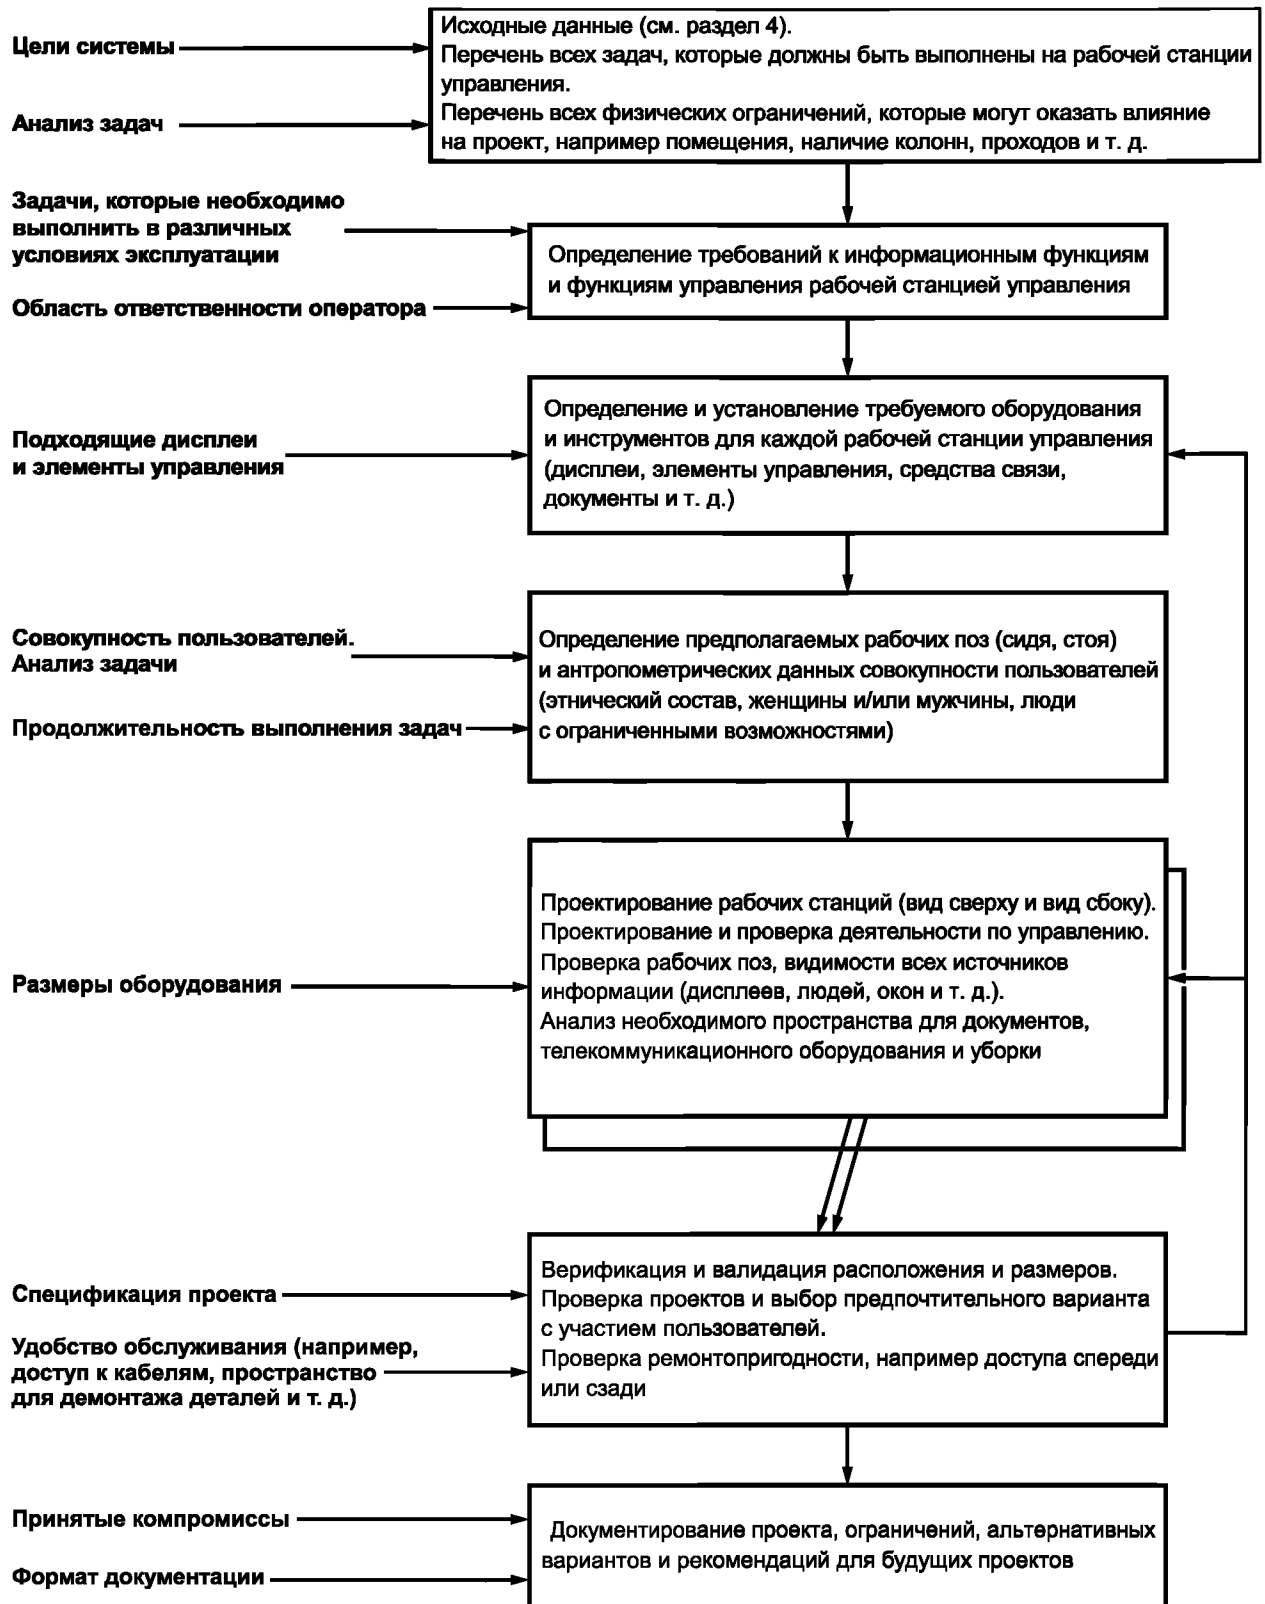 Цели системы
Исходные данные (см. раздел 4).
Перечень всех задач, которые должны быть выполнены на рабочей станции
управления.
Анализ задач
Перечень всех физических ограничений, которые могут оказать влияние
на проект, например помещения, наличие колонн, проходов и т. д.
Задачи, которые необходимо
выполнить в различных
условиях эксплуатации
Область ответственности оператора
Определение требований к информационным функциям
и функциям управления рабочей станцией управления
Подходящие дисплеи
и элементы управления
Определение и установление требуемого оборудования
и инструментов для каждой рабочей станции управления
(дисплеи, элементы управления, средства связи,
документы и т. д.)
Совокупность пользователей.
Анализ задачи
Продолжительность выполнения задач
Определение предполагаемых рабочих поз (сидя, стоя)
и антропометрических данных совокупности пользователей
(этнический состав, женщины и/или мужчины, люди
с ограниченными возможностями)
Размеры оборудования
Проектирование рабочих станций (вид сверху и вид сбоку).
Проектирование и проверка деятельности по управлению.
Проверка рабочих поз, видимости всех источников
информации (дисплеев, людей, окон и т. д.).
Анализ необходимого пространства для документов,
телекоммуникационного оборудования и уборки
Спецификация проекта
Удобство обслуживания (например,
доступ к кабелям, пространство
для демонтажа деталей и т. д.)
Верификация и валидация расположения и размеров.
Проверка проектов и выбор предпочтительного варианта
с участием пользователей.
Проверка ремонтопригодности, например доступа спереди
или сзади
Принятые компромиссы
Формат документации
Документирование проекта, ограничений, альтернативных
вариантов и рекомендаций для будущих проектов